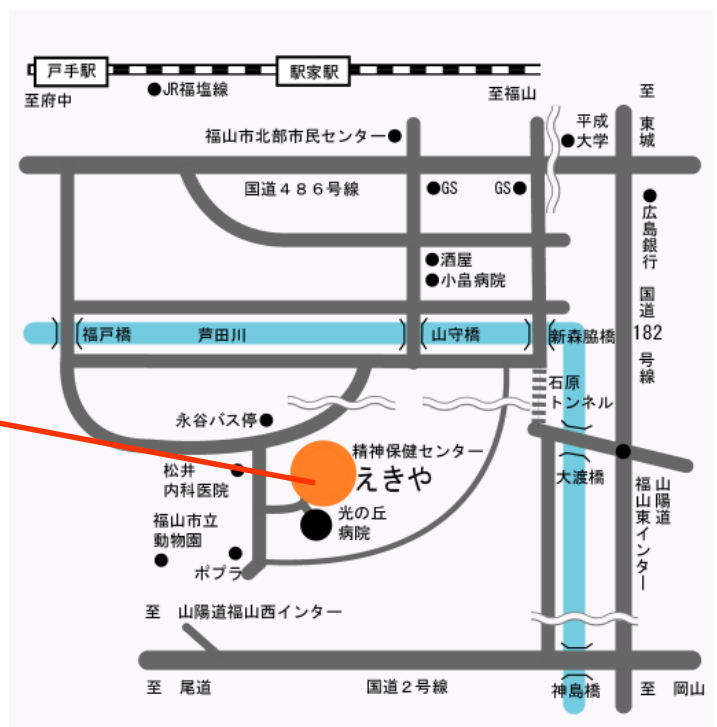 戸手駅
駅家駅
至府中
●JR福塩線
至福山
至 東城
平成
大学
福山市北部市民センター
国道４８６号線
GS
GS
広島銀行
酒屋
小畠病院
国道182号線
福戸橋
芦田川
山守橋
新森脇橋
石原
トンネル
永谷バス停
精神保健センター
えきや
松井
内科医院
大渡橋
光の丘
病院
山陽道
福山東インター
福山市立
動物園
ポプラ
至 山陽道福山西インター
至 尾道
国道２号線
神島橋
至 岡山